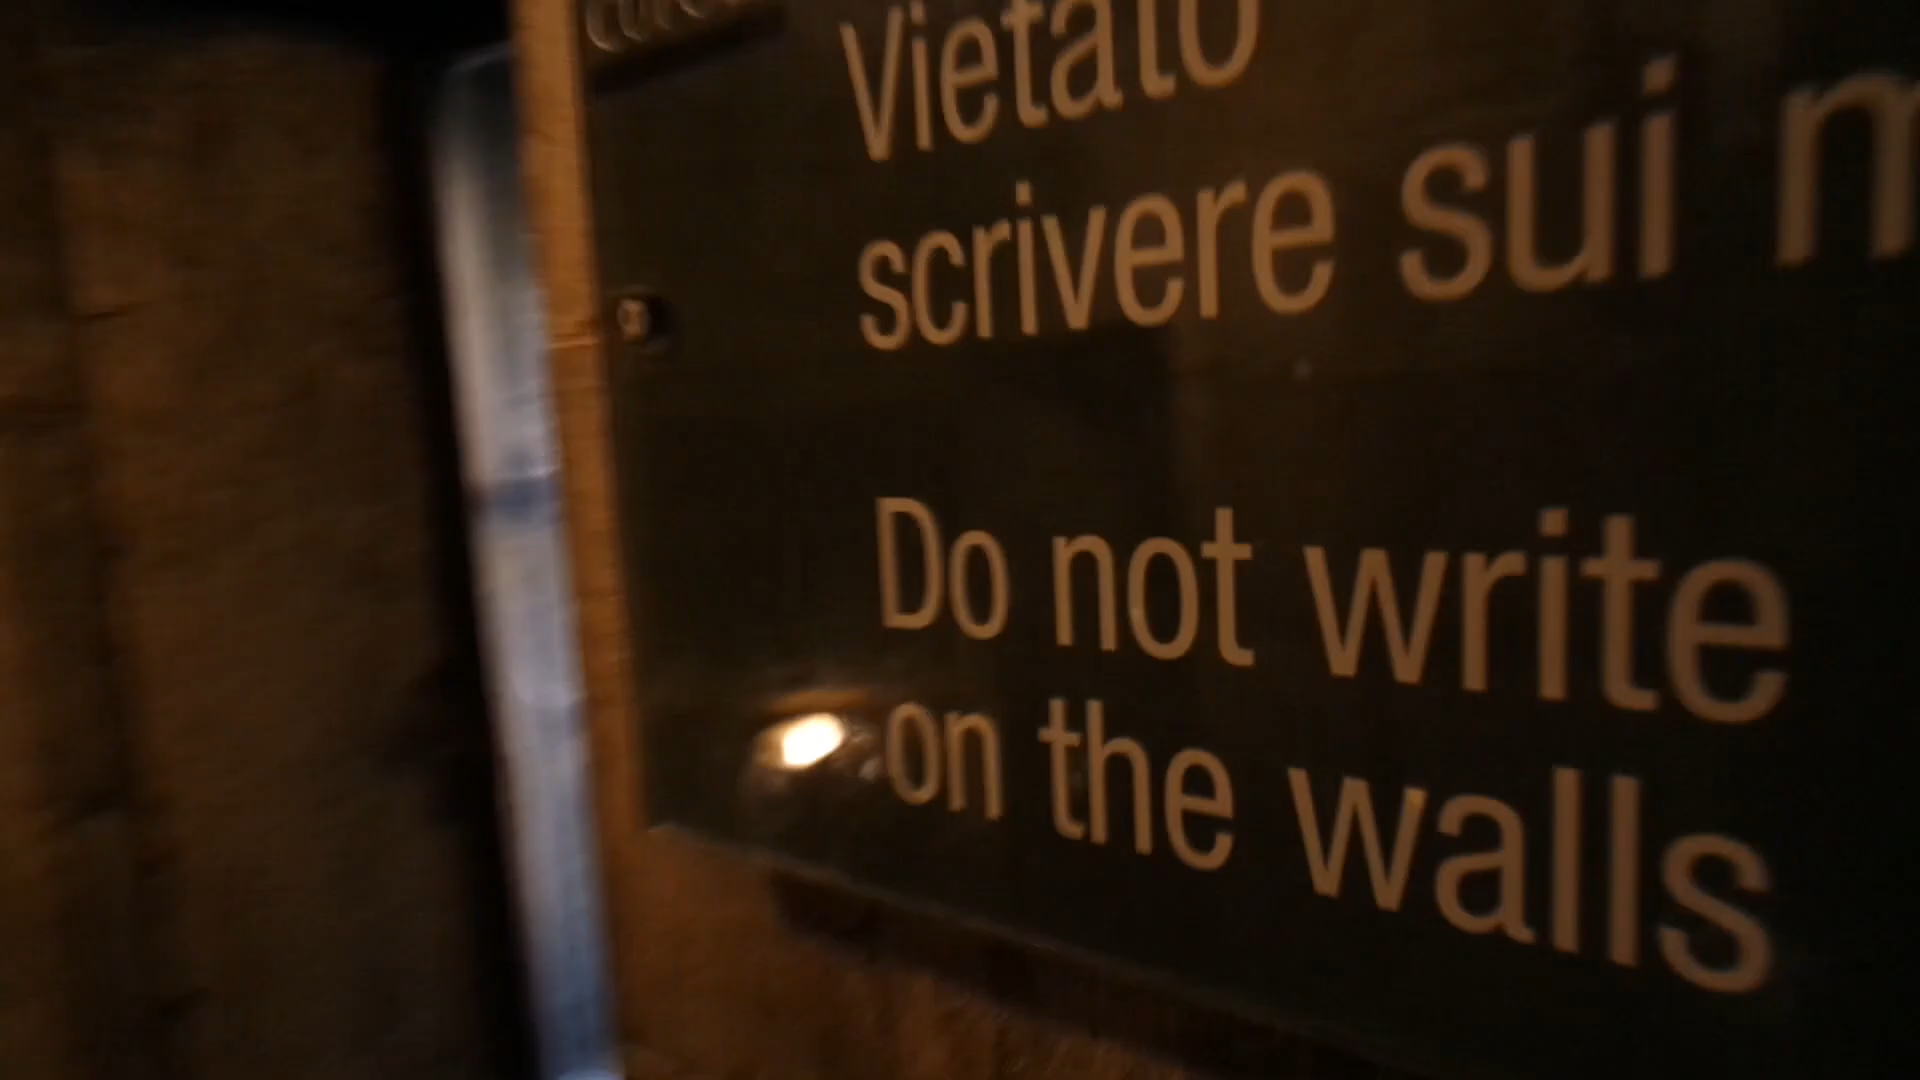 Vietato
scrivere sui m
Do not write
on the walls